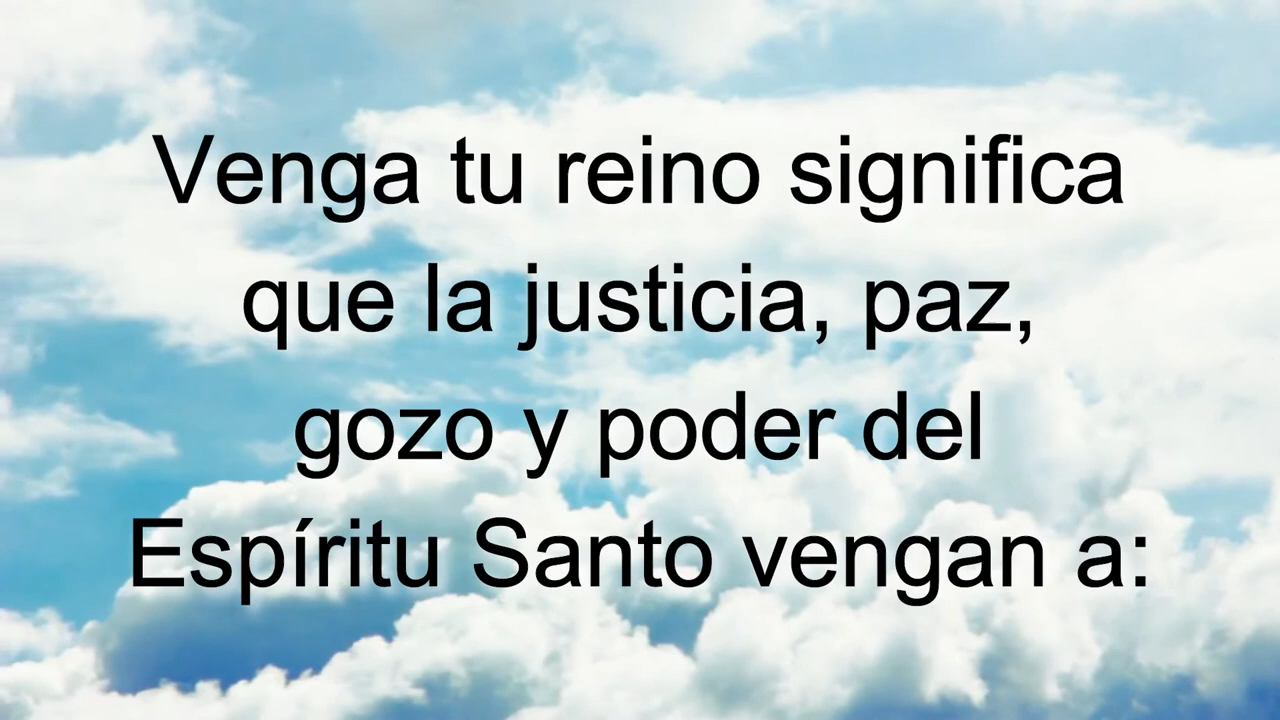 Venga tu reino significa
que la justicia, paz,
gozo y poder del
Espíritu Santo vengan a: